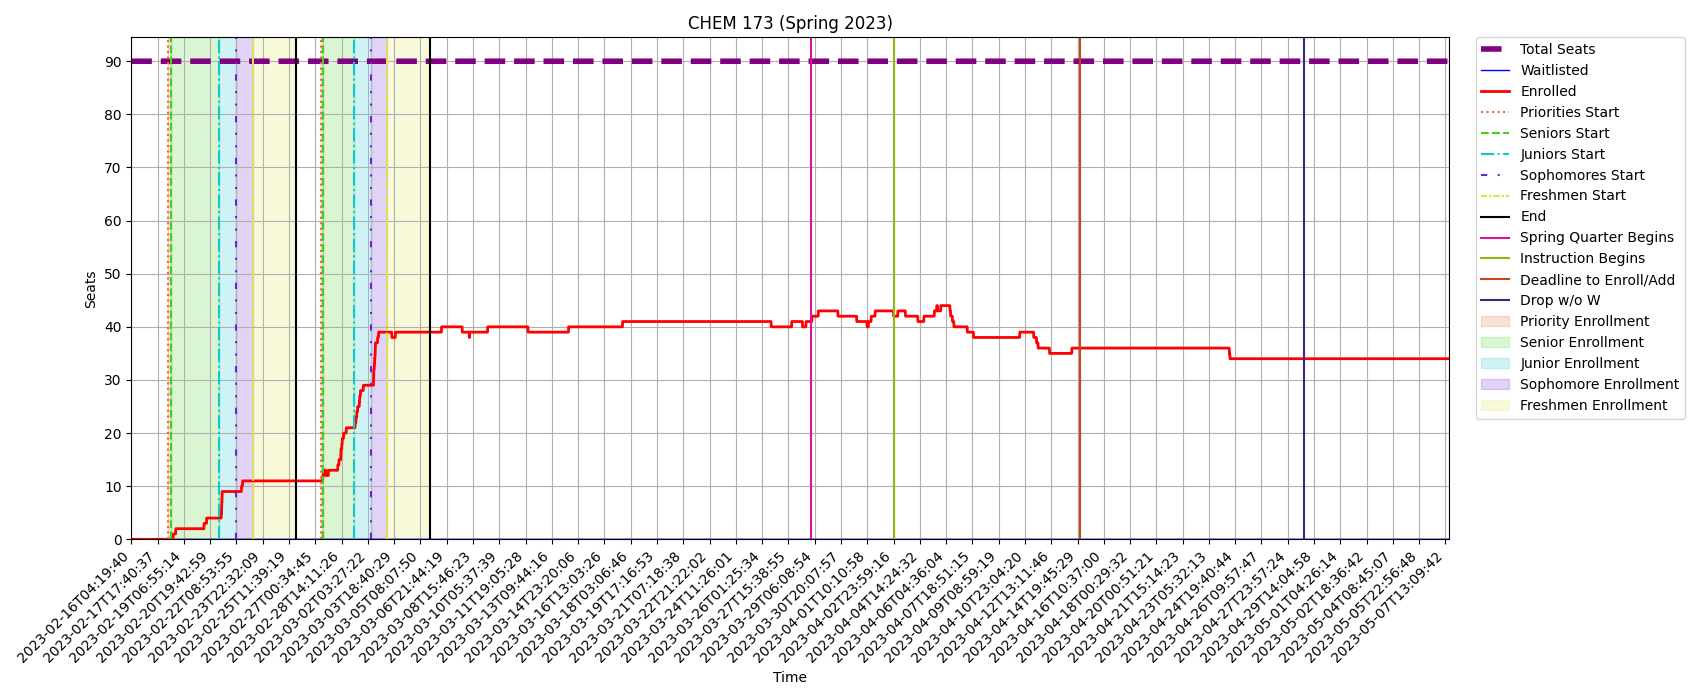 CHEM 173 (Spring 2023)
Seats
90
80
70
60
50
40
30
20
10
0
2023-02-16T04:19:40
2023-02-17T17:40:37
2023-02-19T06:55:14
2023-02-20T19:42:59
2023-02-22T08:53:55
2023-02-23T22:32:09
2023-02-25T11:39:19
2023-02-27T00:34:45
2023-02-28T14:11:26
2023-03-02T03:27:22
2023-03-03T18:40:29
2023-03-05T08:07:50
2023-03-06T21:44:19
2023-03-08T15:46:23
2023-03-10T05:37:39
2023-03-11T19:05:28
2023-03-13T09:44:16
2023-03-14T23:20:06
2023-03-16T13:03:26
2023-03-18T03:06:46
2023-03-19T17:16:53
2023-03-21T07:18:38
2023-03-22T21:22:02
2023-03-24T11:26:01
2023-03-26T01:25:34
2023-03-27T15:38:55
2023-03-29T06:08:54
2023-03-30T20:07:57
2023-04-01T10:10:58
2023-04-02T23:59:16
2023-04-04T14:24:32
2023-04-06T04:36:04
2023-04-07T18:51:15
2023-04-09T08:59:19
2023-04-10T23:04:20
2023-04-12T13:11:46
2023-04-14T19:45:29
2023-04-16T10:37:00
2023-04-18T00:29:32
2023-04-20T00:51:21
2023-04-21T15:14:23
2023-04-23T05:32:13
2023-04-24T19:40:44
2023-04-26T09:57:47
2023-04-27T23:57:24
2023-04-29T14:04:58
2023-05-01T04:26:14
2023-05-02T18:36:42
2023-05-04T08:45:07
2023-05-05T22:56:48
2023-05-07T13:09:42
Time
Total Seats
Waitlisted
Enrolled
Priorities Start
Seniors Start
Juniors Start
Sophomores Start
Freshmen Start
End
Spring Quarter Begins
Instruction Begins
Deadline to Enroll/Add
Drop w/o W
Priority Enrollment
Senior Enrollment
Junior Enrollment
Sophomore Enrollment
Freshmen Enrollment